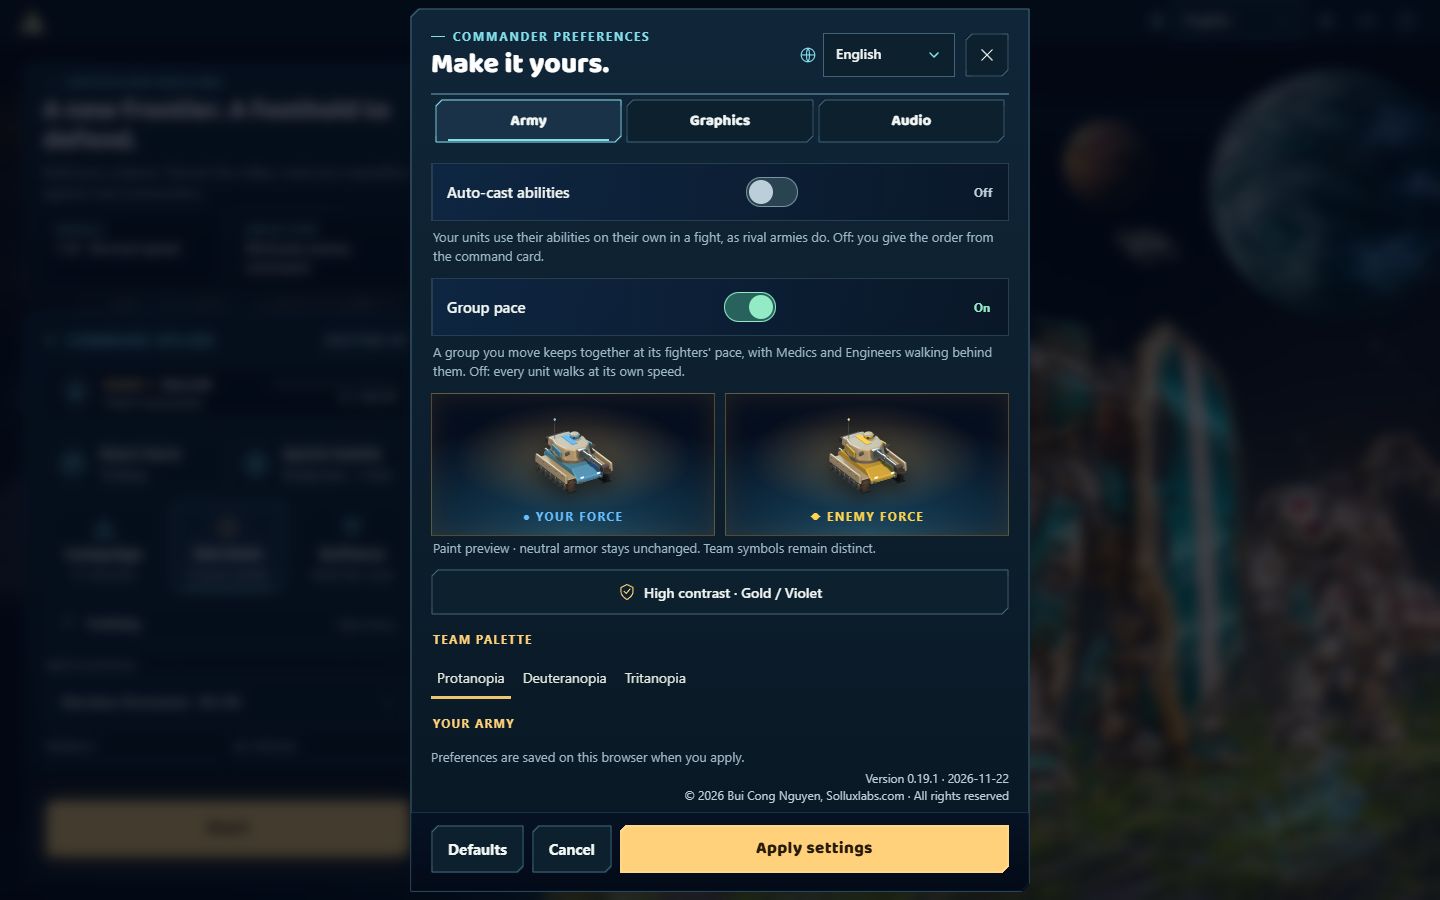 COMMANDER PREFERENCES
Make it yours.
English
Army
Graphics
Audio
Auto-cast abilities
Off
Your units use their abilities on their own in a fight, as rival armies do. Off: you give the order from
the command card.
Group pace
On
A group you move keeps together at its fighters' pace, with Medics and Engineers walking behind
them. Off: every unit walks at its own speed.
YOUR FORCE
ENEMY FORCE
Paint preview · neutral armor stays unchanged. Team symbols remain distinct.
High contrast · Gold / Violet
TEAM PALETTE
Protanopia
Deuteranopia
Tritanopia
YOUR ARMY
Preferences are saved on this browser when you apply.
Version 0.19.1 · 2026-11-22
© 2026 Bui Cong Nguyen, Solluxlabs.com · All rights reserved
Defaults
Cancel
Apply settings